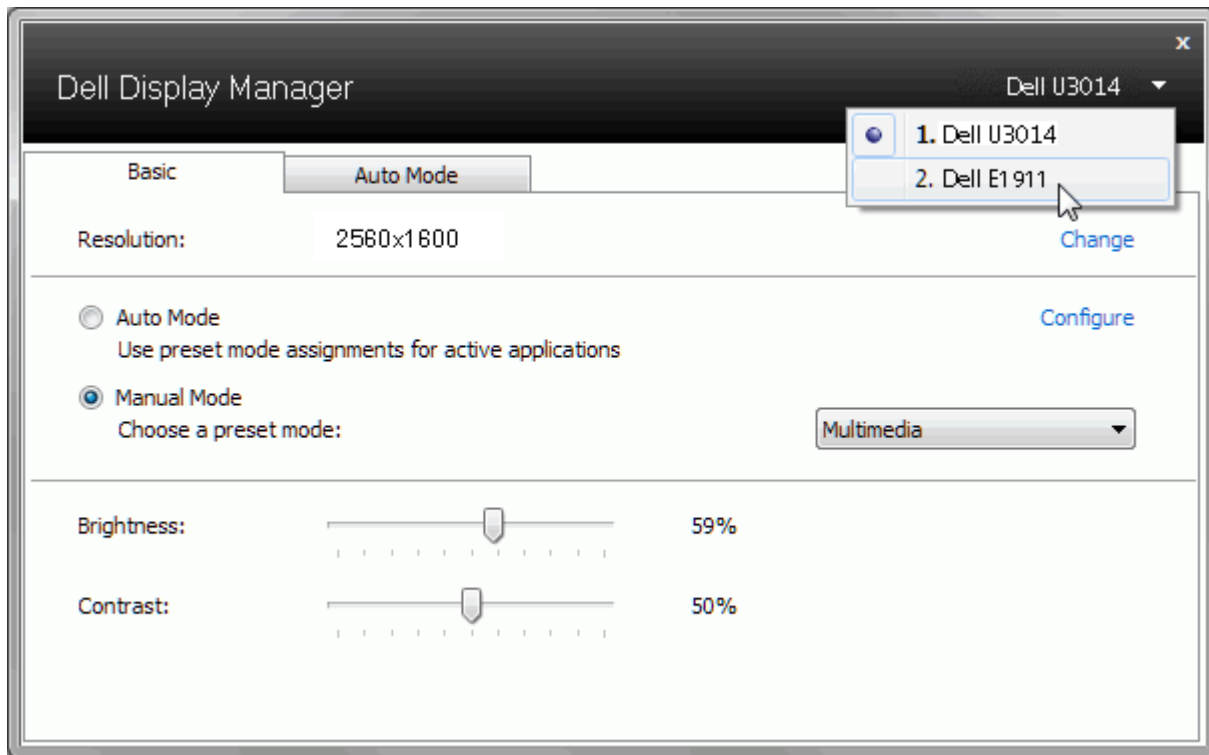 x
Dell Display Manager
Dell U3014
1. Dell U3014
2. Dell E1911
Basic
Auto Mode
Resolution:
2560x1600
Change
Auto Mode
Configure
Use preset mode assignments for active applications
Manual Mode
Choose a preset mode:
Multimedia
Brightness:
59%
Contrast:
50%